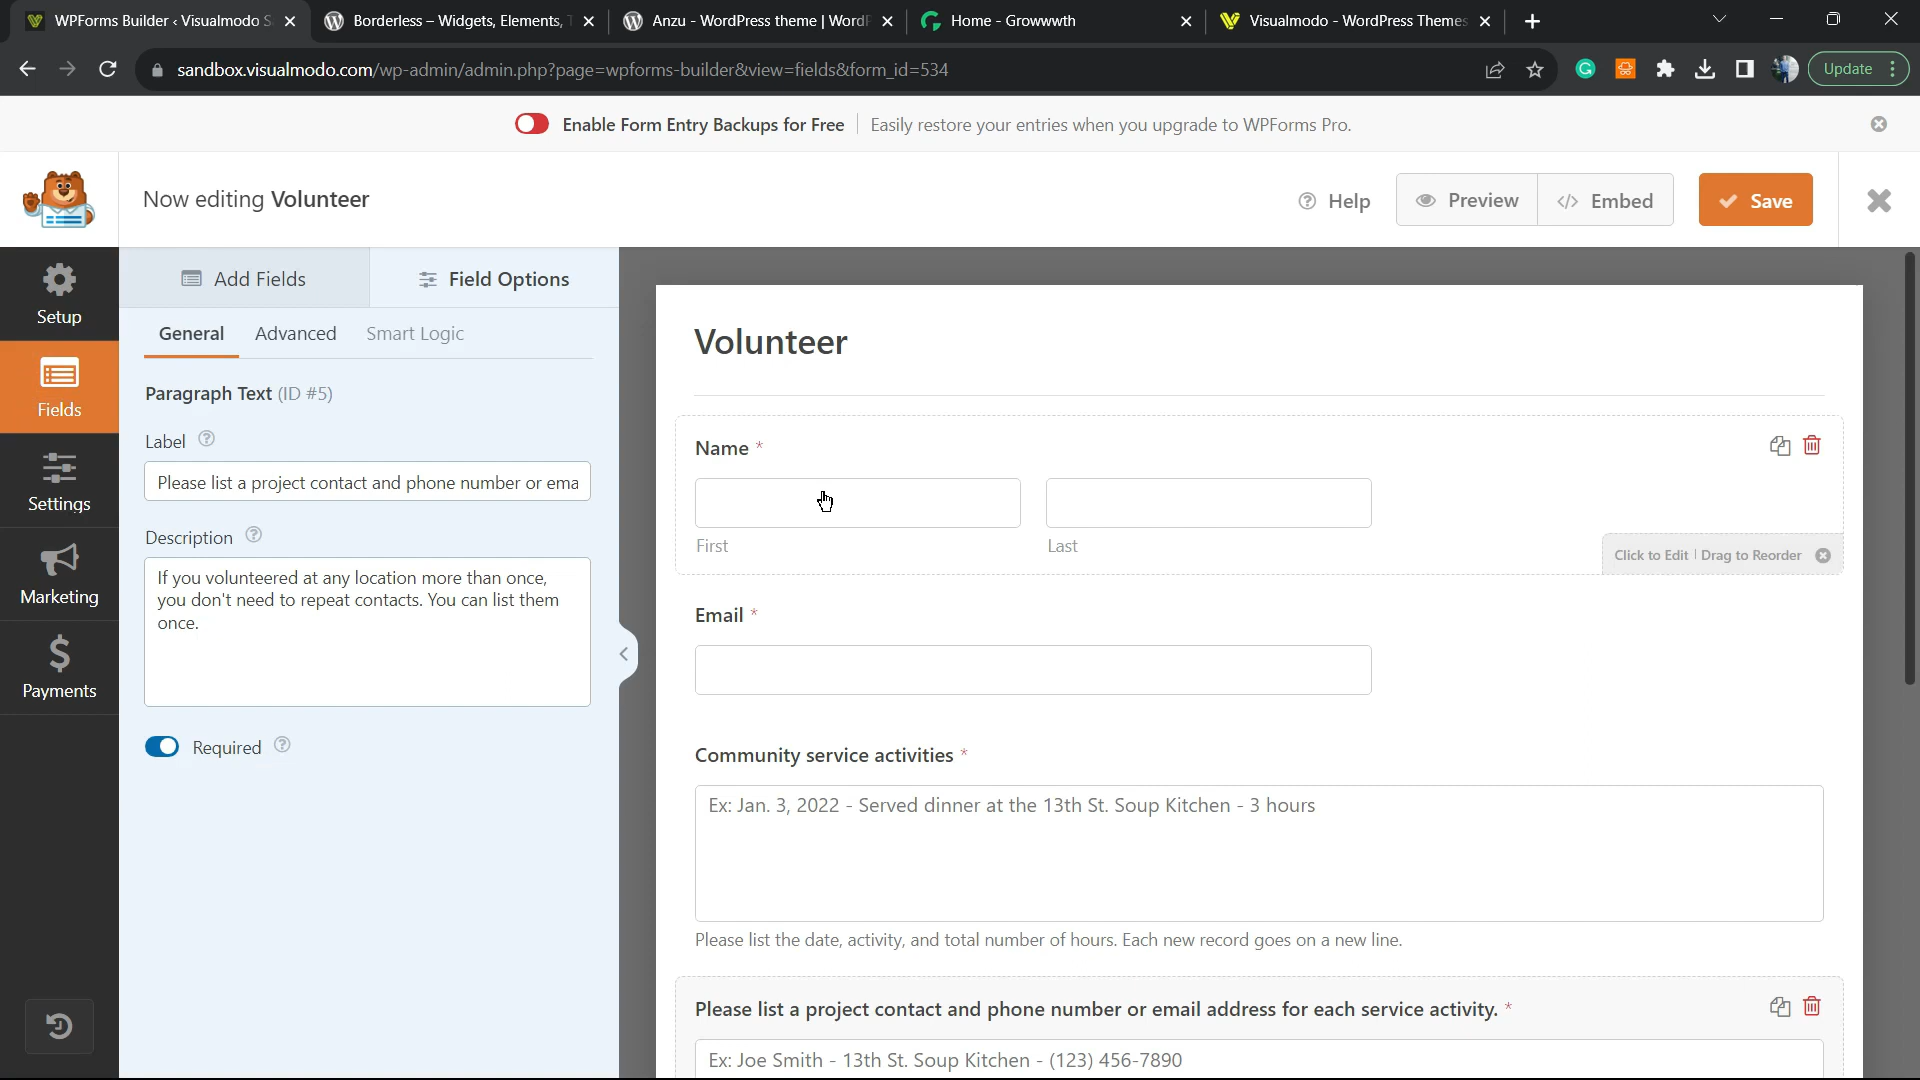 WPForms Builder ‹ Visualmodo S
Borderless – Widgets, Elements, T
Anzu - WordPress theme | WordP
Home - Growwwth
Visualmodo - WordPress Themes
sandbox.visualmodo.com/wp-admin/admin.php?page=wpforms-builder&view=fields&form_id=534
Update
Enable Form Entry Backups for Free
Easily restore your entries when you upgrade to WPForms Pro.
Now editing Volunteer
Help
Preview
</> Embed
Save
Setup
Fields
Settings
Marketing
Payments
Add Fields
Field Options
General
Advanced
Smart Logic
Paragraph Text (ID #5)
Label
Please list a project contact and phone number or ema
Description
If you volunteered at any location more than once,
you don't need to repeat contacts. You can list them
once.
Required
Volunteer
Name *
First
Last
Click to Edit | Drag to Reorder
Email *
Community service activities *
Ex: Jan. 3, 2022 - Served dinner at the 13th St. Soup Kitchen - 3 hours
Please list the date, activity, and total number of hours. Each new record goes on a new line.
Please list a project contact and phone number or email address for each service activity. *
Ex: Joe Smith - 13th St. Soup Kitchen - (123) 456-7890